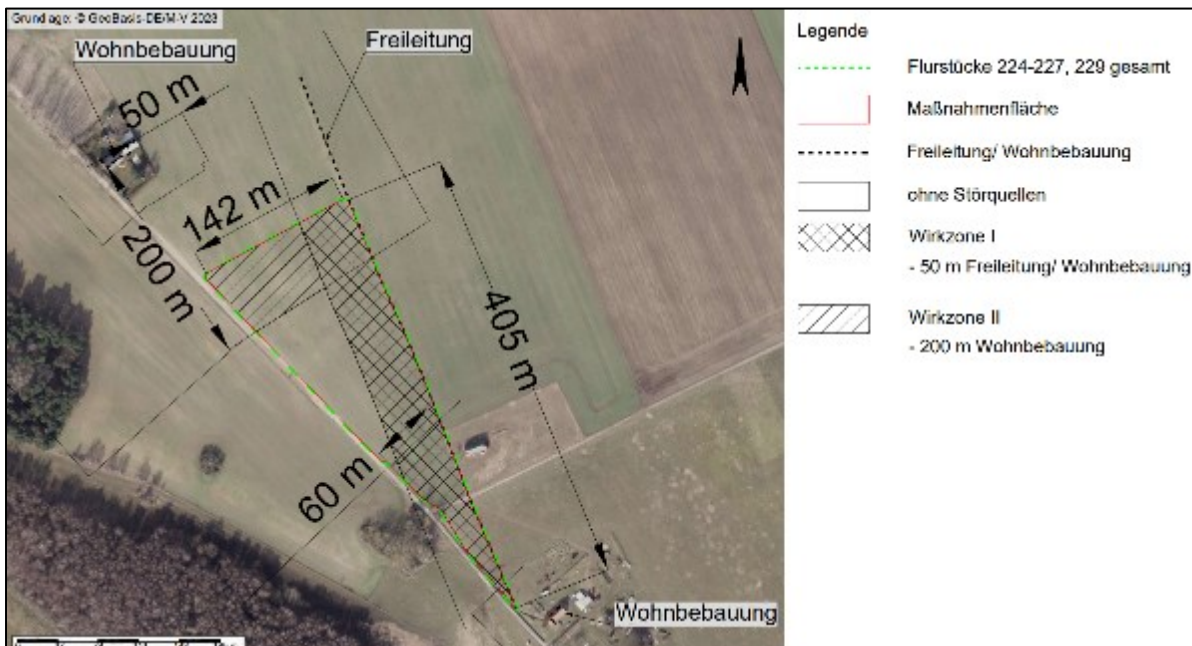 Grundlage: © GeoBasis-DE/M-V 2023
Wohnbebauung
Freileitung
50 m
142 m
200 m
405 m
60 m
Wohnbebauung
Legende
Flurstücke 224-227, 229 gesamt
Maßnahmenfläche
Freileitung/ Wohnbebauung
ohne Störquellen
Wirkzone I
- 50 m Freileitung/ Wohnbebauung
Wirkzone II
- 200 m Wohnbebauung